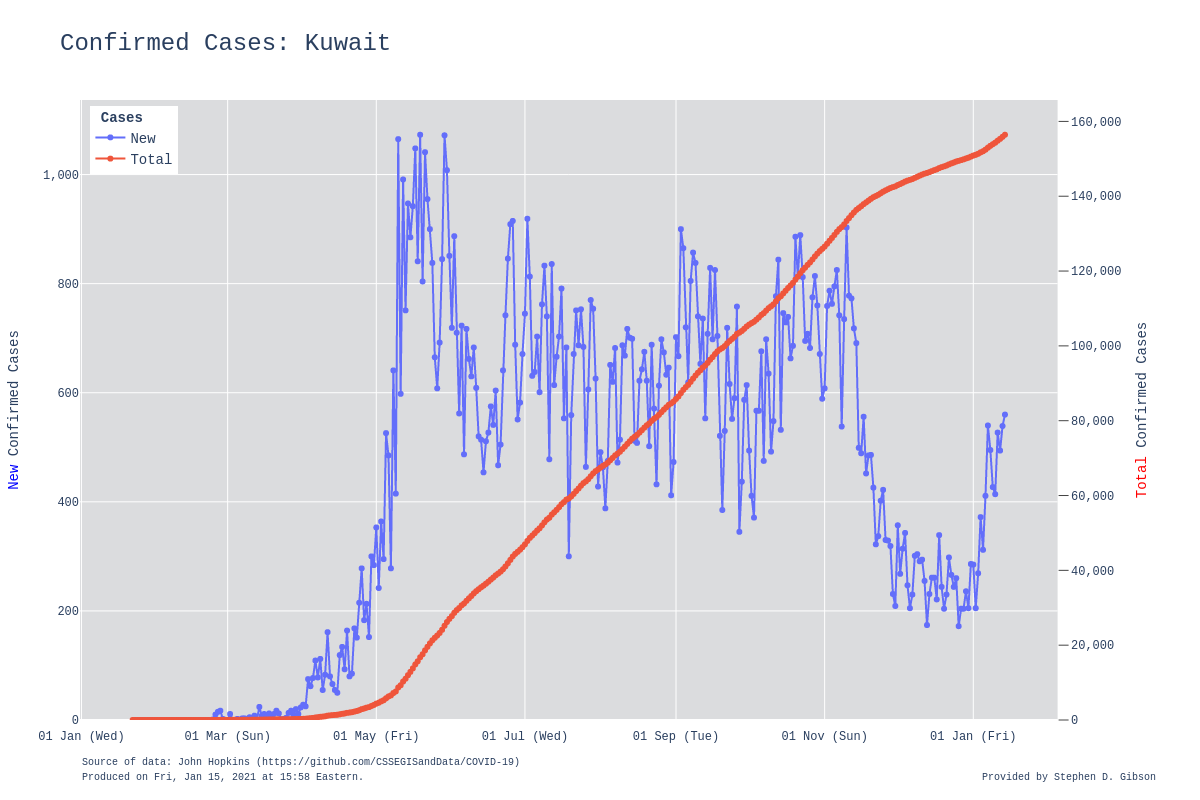 Confirmed Cases: Kuwait
Cases
New
Total
1,000
800
600
400
200
0
New Confirmed Cases
160,000
140,000
120,000
100,000
80,000
60,000
40,000
20,000
0
Total Confirmed Cases
01 Jan (Wed) 01 Mar (Sun) 01 May (Fri) 01 Jul (Wed) 01 Sep (Tue) 01 Nov (Sun) 01 Jan (Fri)
Source of data: John Hopkins (https://github.com/CSSEGISandData/COVID-19)
Produced on Fri, Jan 15, 2021 at 15:58 Eastern.
Provided by Stephen D. Gibson